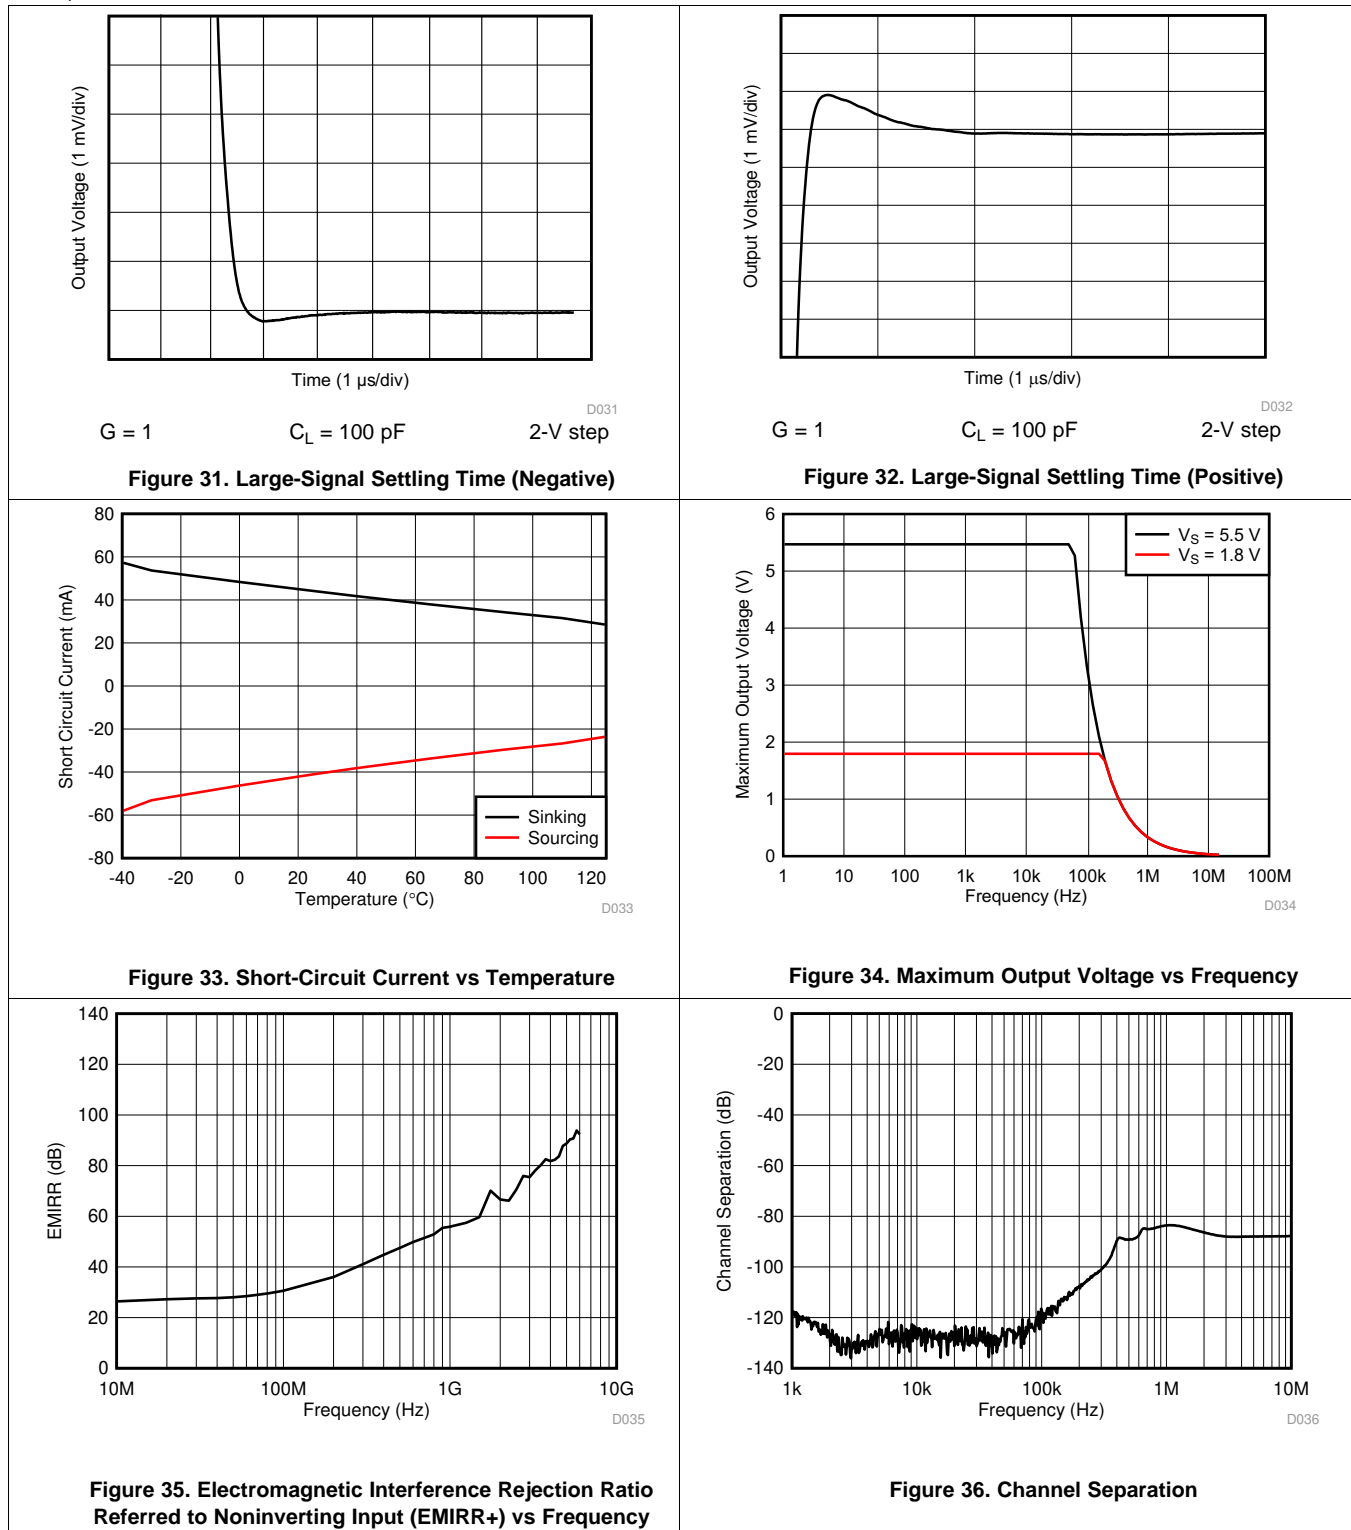 Output Voltage (1 mV/div)
Time (1 µs/div)
D031
G = 1 CL = 100 pF 2-V step
Figure 31. Large-Signal Settling Time (Negative)
Output Voltage (1 mV/div)
Time (1 µs/div)
D032
G = 1 CL = 100 pF 2-V step
Figure 32. Large-Signal Settling Time (Positive)
Short Circuit Current (mA)
80
60
40
20
0
-20
-40
-60
-80
Sinking
Sourcing
-40 -20 0 20 40 60 80 100 120
Temperature (°C)
D033
Figure 33. Short-Circuit Current vs Temperature
Maximum Output Voltage (V)
6
5
4
3
2
1
0
VS = 5.5 V
VS = 1.8 V
1 10 100 1k 10k 100k 1M 10M 100M
Frequency (Hz)
D034
Figure 34. Maximum Output Voltage vs Frequency
EMIRR (dB)
140
120
100
80
60
40
20
0
10M 100M 1G 10G
Frequency (Hz)
D035
Figure 35. Electromagnetic Interference Rejection Ratio
Referred to Noninverting Input (EMIRR+) vs Frequency
Channel Separation (dB)
0
-20
-40
-60
-80
-100
-120
-140
1k 10k 100k 1M 10M
Frequency (Hz)
D036
Figure 36. Channel Separation